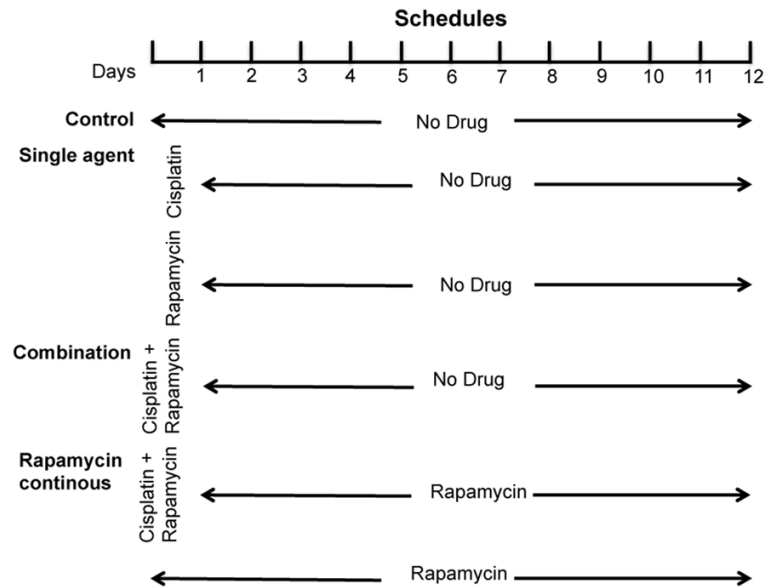 Schedules
Days 1 2 3 4 5 6 7 8 9 10 11 12
Control
No Drug
Single agent
Cisplatin
No Drug
Rapamycin
No Drug
Combination
Cisplatin +
Rapamycin
No Drug
Rapamycin
continous
Cisplatin +
Rapamycin
Rapamycin
Rapamycin